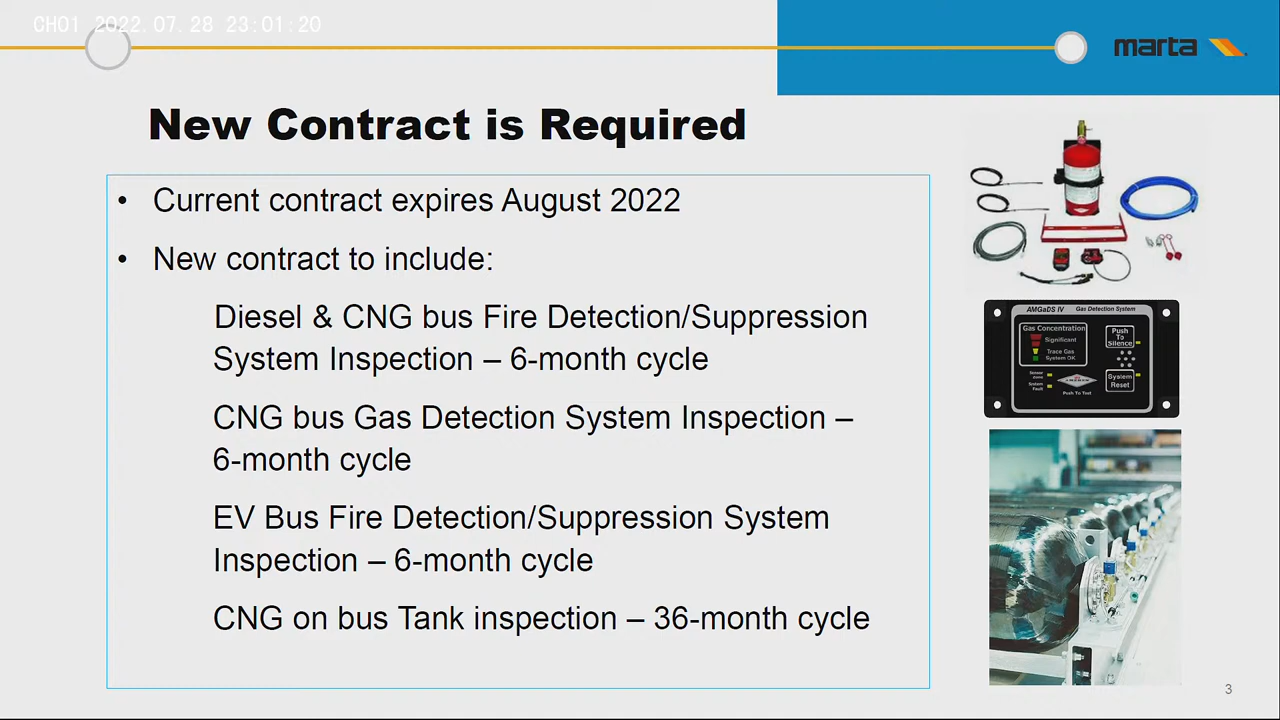 CH01 2022.07.28 23:01:20
marta
New Contract is Required
• Current contract expires August 2022
• New contract to include:
Diesel & CNG bus Fire Detection/Suppression
System Inspection – 6-month cycle
CNG bus Gas Detection System Inspection –
6-month cycle
EV Bus Fire Detection/Suppression System
Inspection – 6-month cycle
CNG on bus Tank inspection – 36-month cycle
AMGaDS IV Gas Detection System
Gas Concentration
Significant
Trace Gas
System OK
Push
To
Silence
Sensor
Zone
System
Fault
AMEREX
System
Reset
Push To Test
3